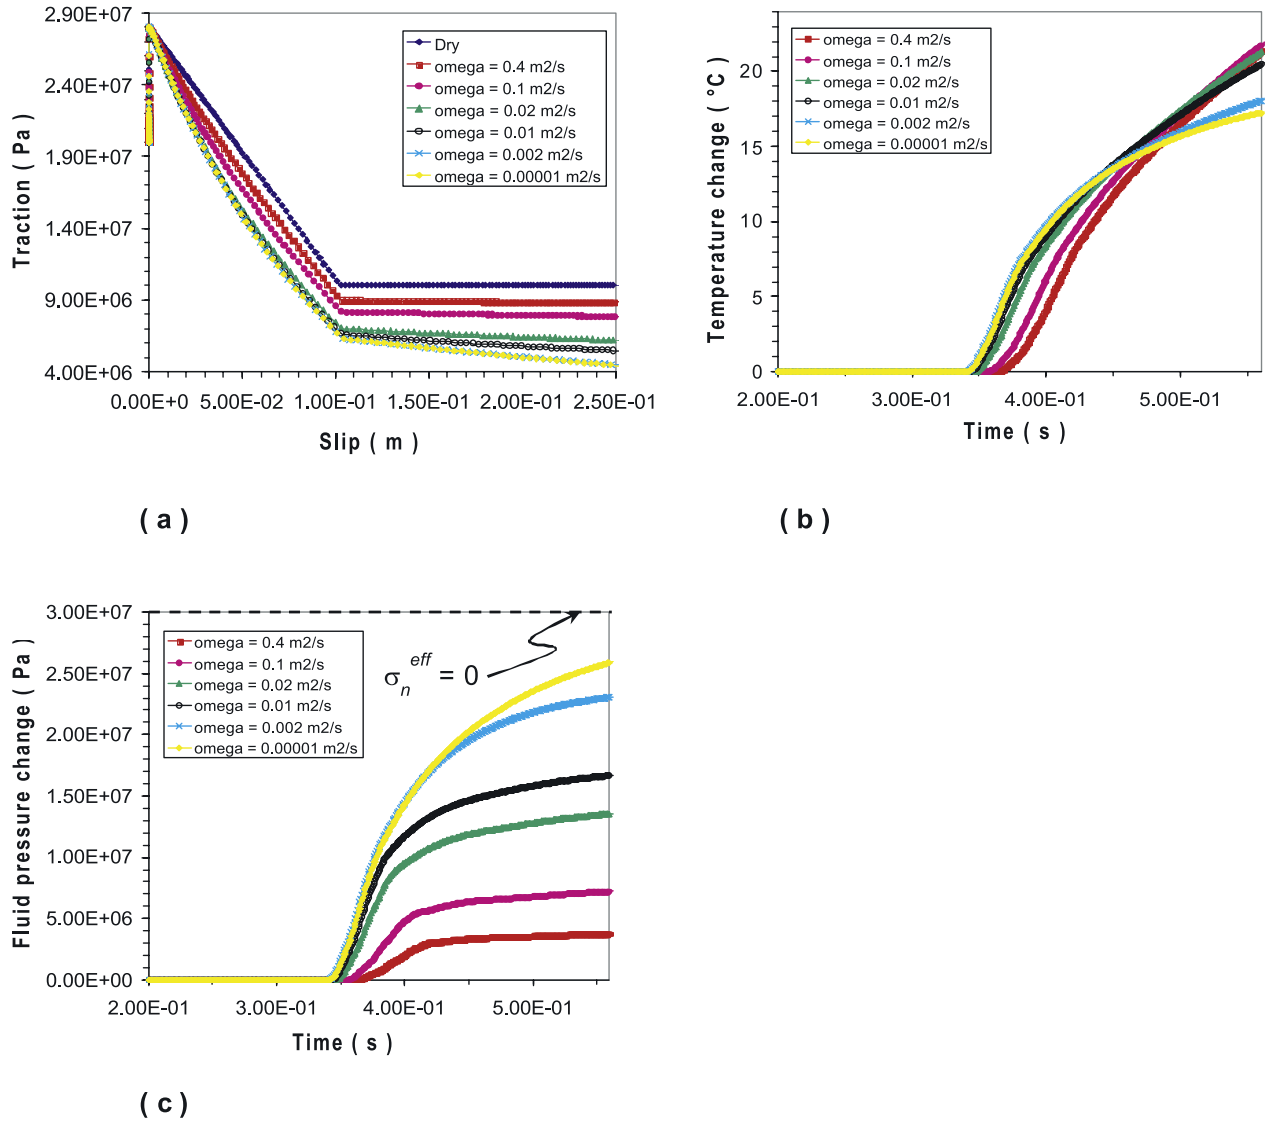 2.90E+07
2.40E+07
1.90E+07
1.40E+07
9.00E+06
4.00E+06
Traction ( Pa )
0.00E+0
5.00E-02
1.00E-01
1.50E-01
2.00E-01
2.50E-01
Slip ( m )
Dry
omega = 0.4 m2/s
omega = 0.1 m2/s
omega = 0.02 m2/s
omega = 0.01 m2/s
omega = 0.002 m2/s
omega = 0.00001 m2/s
( a )
20
15
10
5
0
Temperature change ( °C )
2.00E-01
3.00E-01
4.00E-01
5.00E-01
Time ( s )
omega = 0.4 m2/s
omega = 0.1 m2/s
omega = 0.02 m2/s
omega = 0.01 m2/s
omega = 0.002 m2/s
omega = 0.00001 m2/s
( b )
3.00E+07
2.50E+07
2.00E+07
1.50E+07
1.00E+07
5.00E+06
0.00E+00
Fluid pressure change ( Pa )
2.00E-01
3.00E-01
4.00E-01
5.00E-01
Time ( s )
omega = 0.4 m2/s
omega = 0.1 m2/s
omega = 0.02 m2/s
omega = 0.01 m2/s
omega = 0.002 m2/s
omega = 0.00001 m2/s
σn eff = 0
( c )